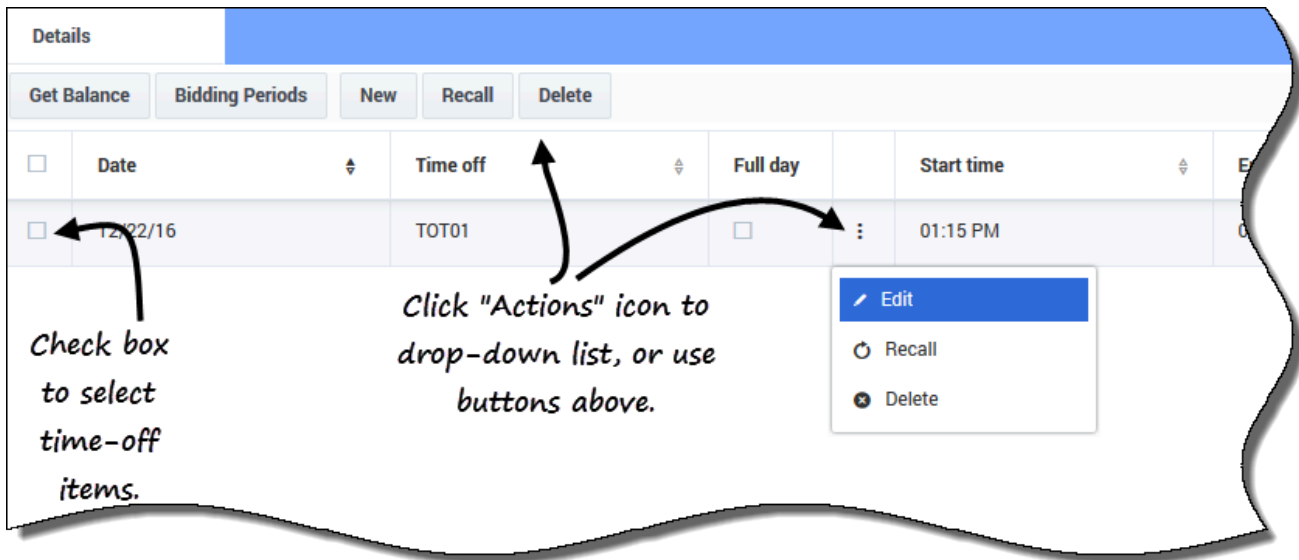 Details
Get Balance Bidding Periods New Recall Delete
Date Time off Full day Start time
12/22/16 TOT01 01:15 PM
Edit
Recall
Delete
Click "Actions" icon to
drop-down list, or use
buttons above.
Check box
to select
time-off
items.